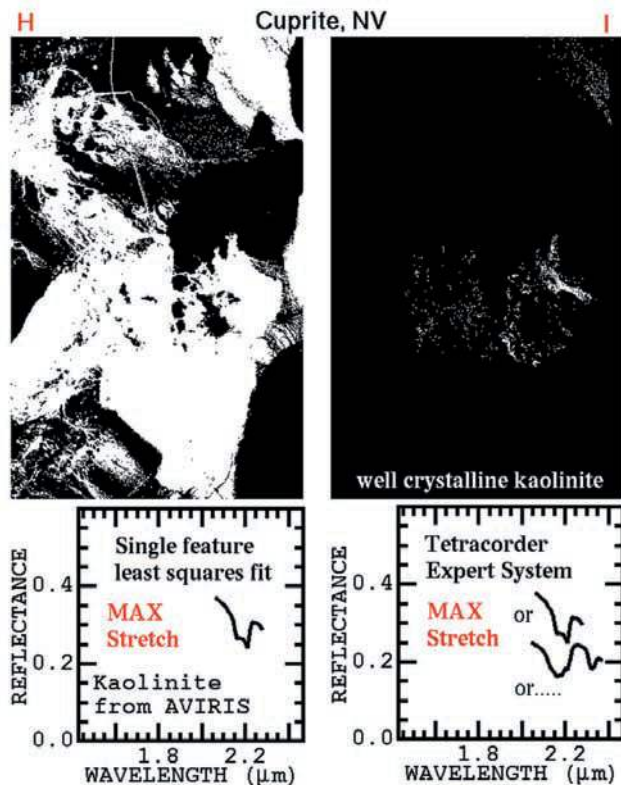 H
Cuprite, NV
I
well crystalline kaolinite
Single feature
least squares fit
MAX
Stretch
Kaolinite
from AVIRIS
REFLECTANCE
0.4
0.2
0.0
1.8
2.2
WAVELENGTH (μm)
Tetracorder
Expert System
MAX
Stretch
or
or.....
REFLECTANCE
0.4
0.2
0.0
1.8
2.2
WAVELENGTH (μm)